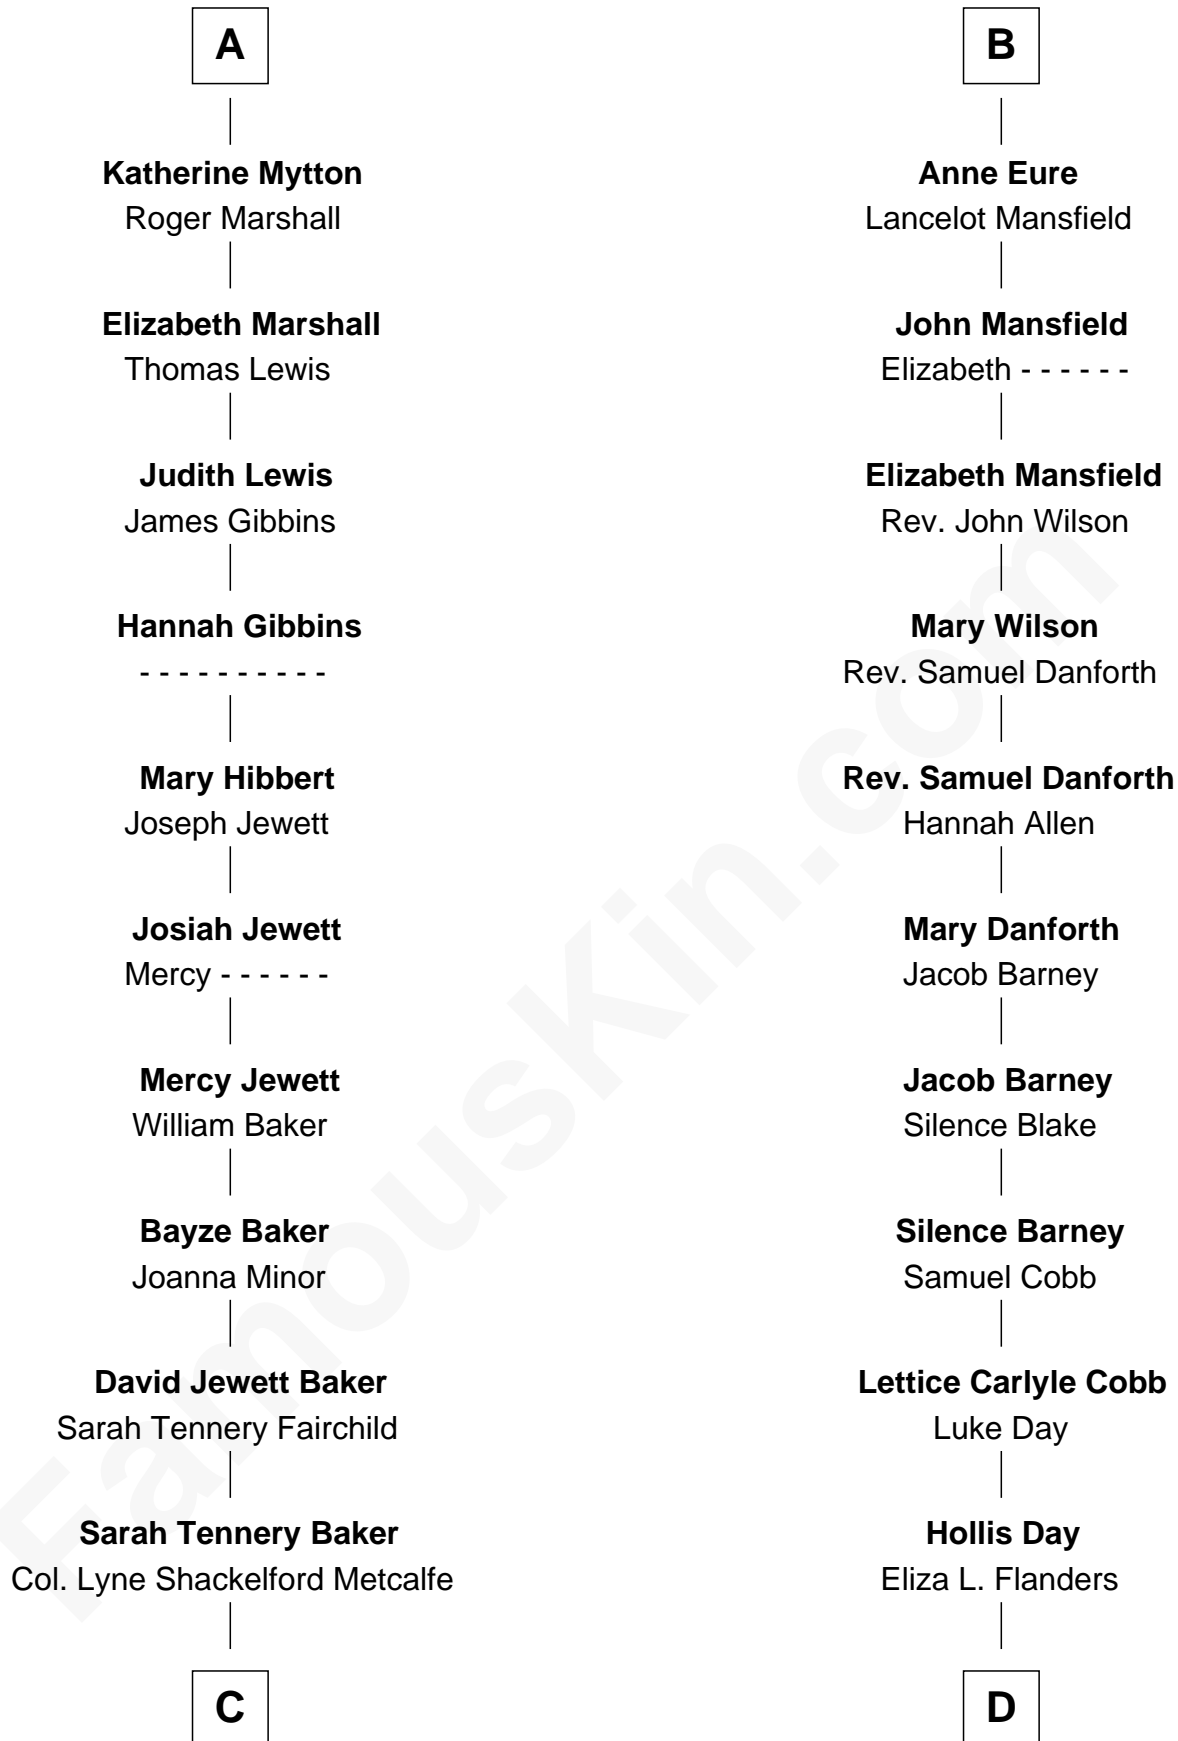 A
Katherine Mytton
Roger Marshall
Elizabeth Marshall
Thomas Lewis
Judith Lewis
James Gibbins
Hannah Gibbins
- - - - - - - - - -
Mary Hibbert
Joseph Jewett
Josiah Jewett
Mercy - - - - - -
Mercy Jewett
William Baker
Bayze Baker
Joanna Minor
David Jewett Baker
Sarah Tennery Fairchild
Sarah Tennery Baker
Col. Lyne Shackelford Metcalfe
C
B
Anne Eure
Lancelot Mansfield
John Mansfield
Elizabeth - - - - - -
Elizabeth Mansfield
Rev. John Wilson
Mary Wilson
Rev. Samuel Danforth
Rev. Samuel Danforth
Hannah Allen
Mary Danforth
Jacob Barney
Jacob Barney
Silence Blake
Silence Barney
Samuel Cobb
Lettice Carlyle Cobb
Luke Day
Hollis Day
Eliza L. Flanders
D
FamousKin.com